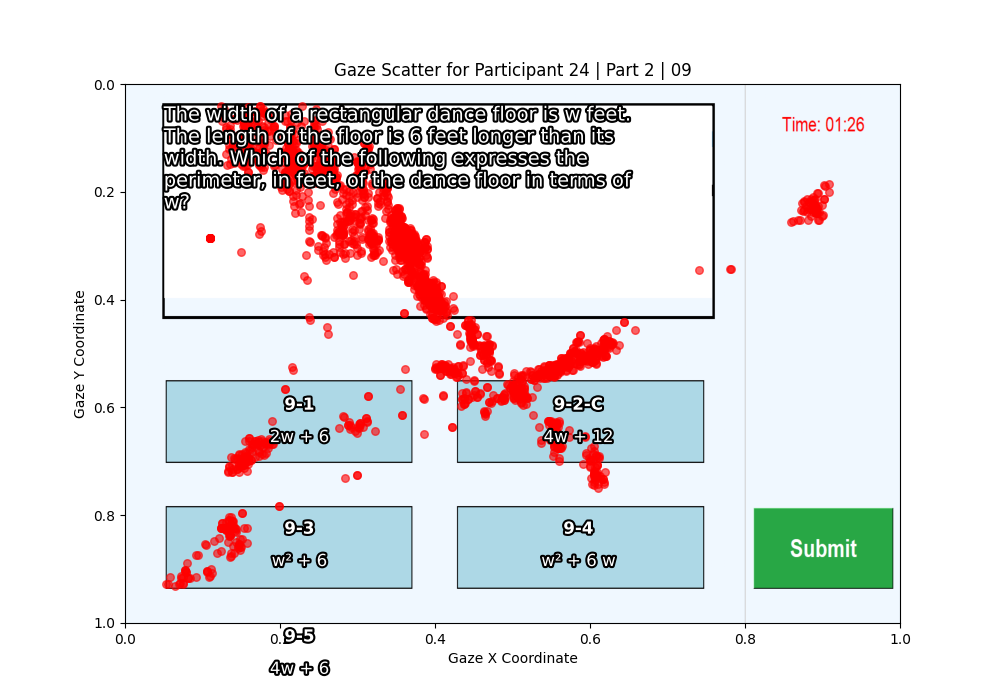 Gaze Scatter for Participant 24 | Part 2 | 09
0.0
0.2
0.4
0.6
0.8
1.0
Gaze Y Coordinate
The width of a rectangular dance floor is w feet.
The length of the floor is 6 feet longer than its
width. Which of the following expresses the
perimeter, in feet, of the dance floor in terms of
w?
Time: 01:26
9-1
2w + 6
9-2-C
4w + 12
9-3
w² + 6
9-4
w² + 6 w
Submit
9-5
4w + 6
0.0
0.2
0.4
0.6
0.8
1.0
Gaze X Coordinate